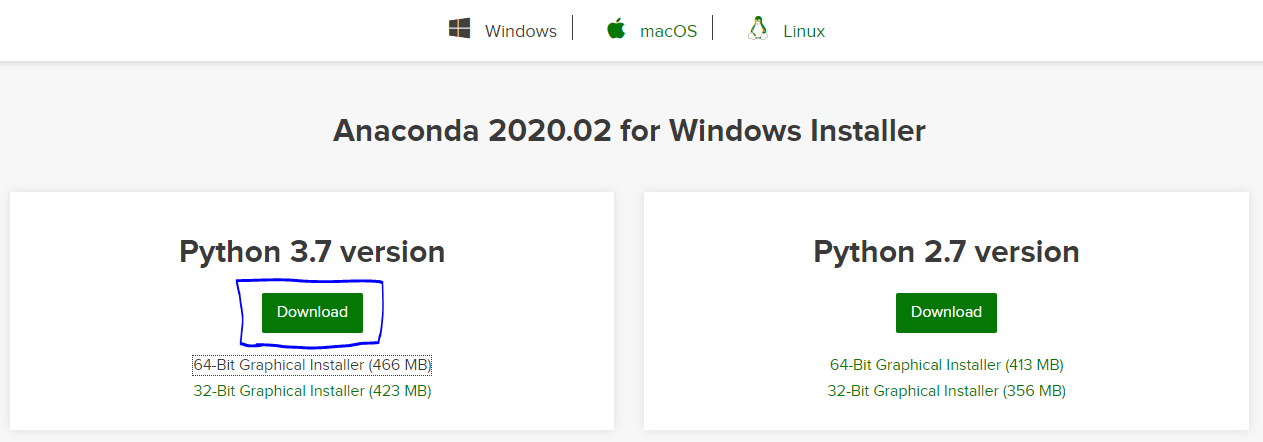 Windows macOS Linux
Anaconda 2020.02 for Windows Installer
Python 3.7 version
Download
64-Bit Graphical Installer (466 MB)
32-Bit Graphical Installer (423 MB)
Python 2.7 version
Download
64-Bit Graphical Installer (413 MB)
32-Bit Graphical Installer (356 MB)